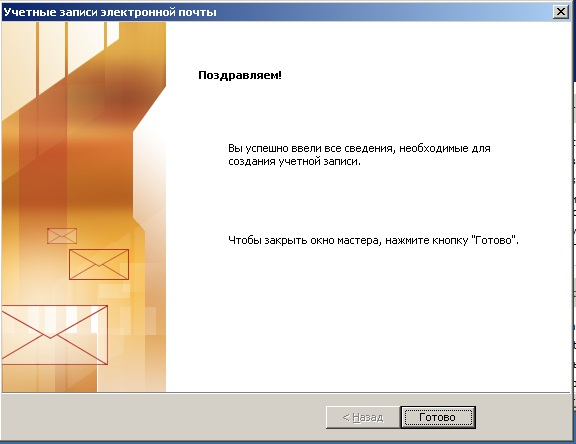 Учетные записи электронной почты
Поздравляем!
Вы успешно ввели все сведения, необходимые для
создания учетной записи.
Чтобы закрыть окно мастера, нажмите кнопку "Готово".
< Назад
Готово